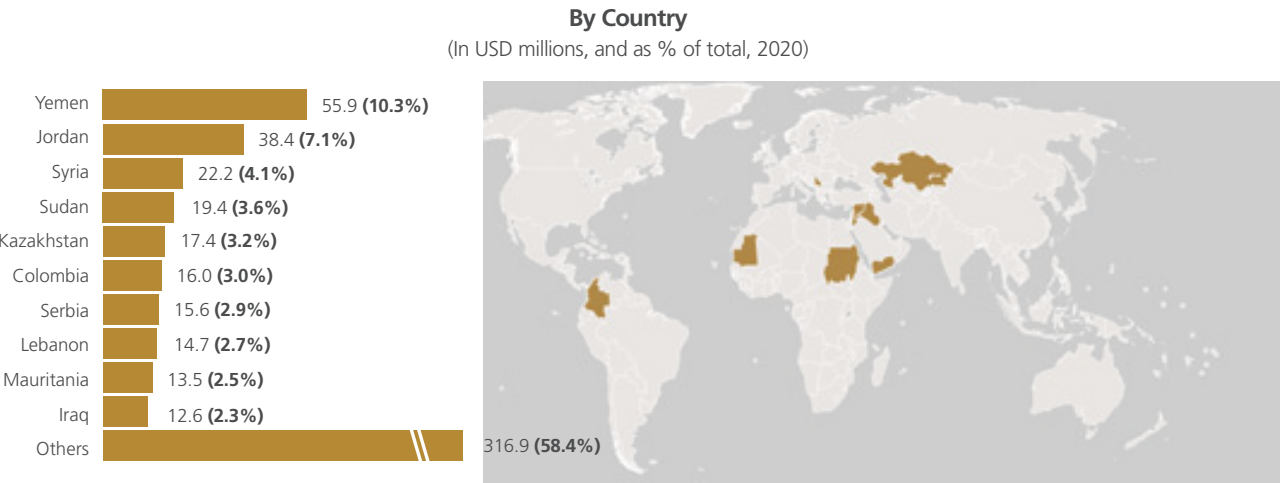 By Country
(In USD millions, and as % of total, 2020)
Yemen 55.9 (10.3%)
Jordan 38.4 (7.1%)
Syria 22.2 (4.1%)
Sudan 19.4 (3.6%)
Kazakhstan 17.4 (3.2%)
Colombia 16.0 (3.0%)
Serbia 15.6 (2.9%)
Lebanon 14.7 (2.7%)
Mauritania 13.5 (2.5%)
Iraq 12.6 (2.3%)
Others 316.9 (58.4%)